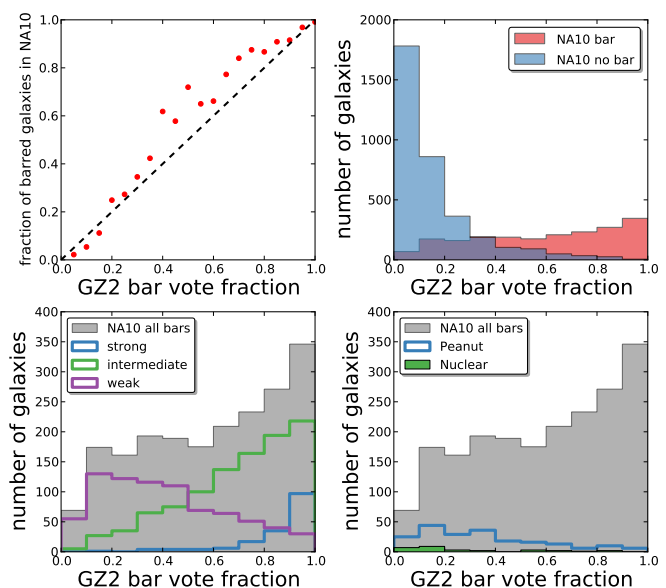 fraction of barred galaxies in NA10
1.0
0.8
0.6
0.4
0.2
0.0
0.0 0.2 0.4 0.6 0.8 1.0
GZ2 bar vote fraction
number of galaxies
2000
1500
1000
500
0
NA10 bar
NA10 no bar
0.0 0.2 0.4 0.6 0.8 1.0
GZ2 bar vote fraction
number of galaxies
400
350
300
250
200
150
100
50
0
NA10 all bars
strong
intermediate
weak
0.0 0.2 0.4 0.6 0.8 1.0
GZ2 bar vote fraction
number of galaxies
400
350
300
250
200
150
100
50
0
NA10 all bars
Peanut
Nuclear
0.0 0.2 0.4 0.6 0.8 1.0
GZ2 bar vote fraction